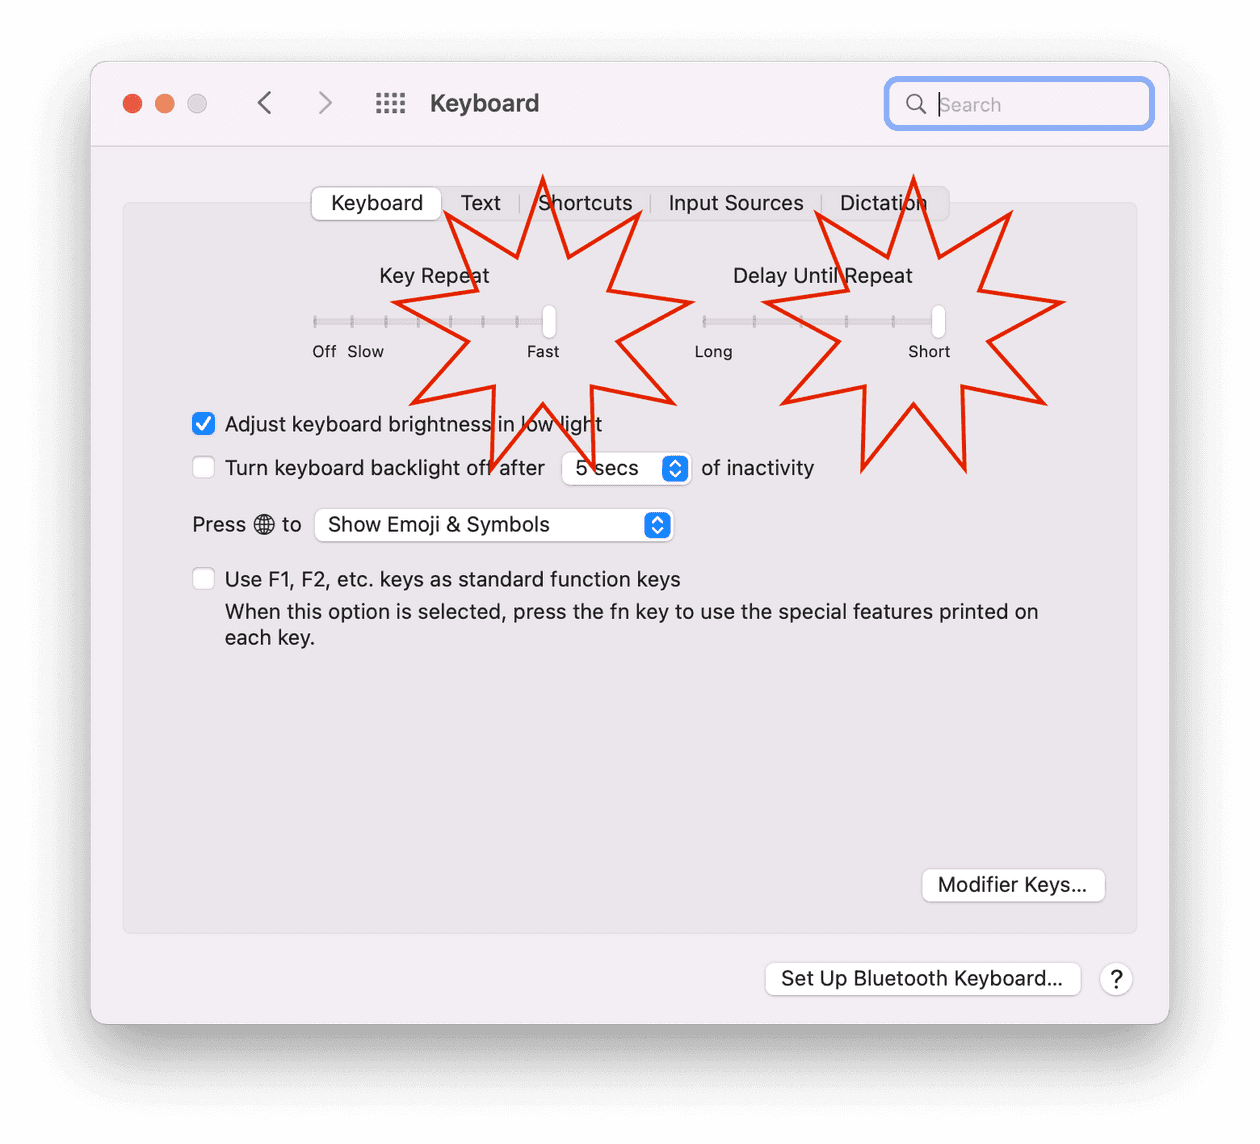 Keyboard
Search
Keyboard Text Shortcuts Input Sources Dictation
Key Repeat Delay Until Repeat
Off Slow Fast Long Short
Adjust keyboard brightness in low light
Turn keyboard backlight off after 5 secs of inactivity
Press to Show Emoji & Symbols
Use F1, F2, etc. keys as standard function keys
When this option is selected, press the fn key to use the special features printed on
each key.
Modifier Keys...
Set Up Bluetooth Keyboard... ?